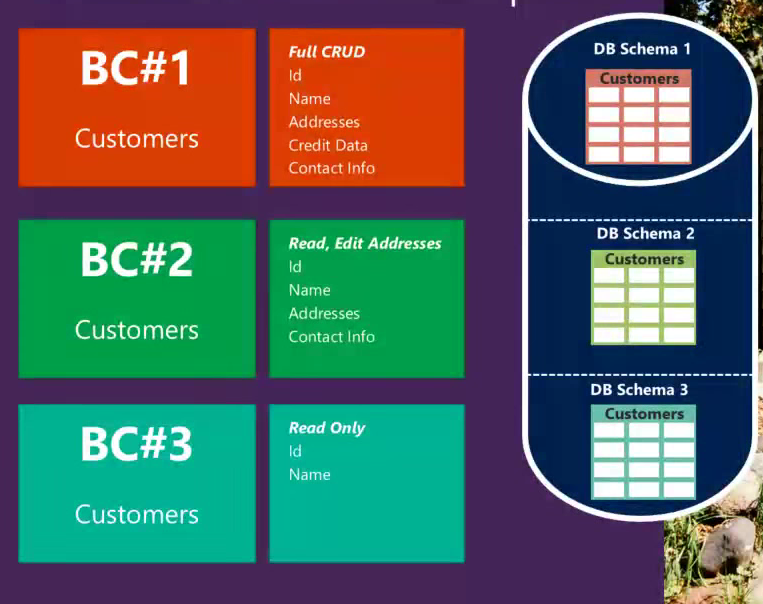 BC#1
Customers
Full CRUD
Id
Name
Addresses
Credit Data
Contact Info
BC#2
Customers
Read, Edit Addresses
Id
Name
Addresses
Contact Info
BC#3
Customers
Read Only
Id
Name
DB Schema 1
Customers
DB Schema 2
Customers
DB Schema 3
Customers